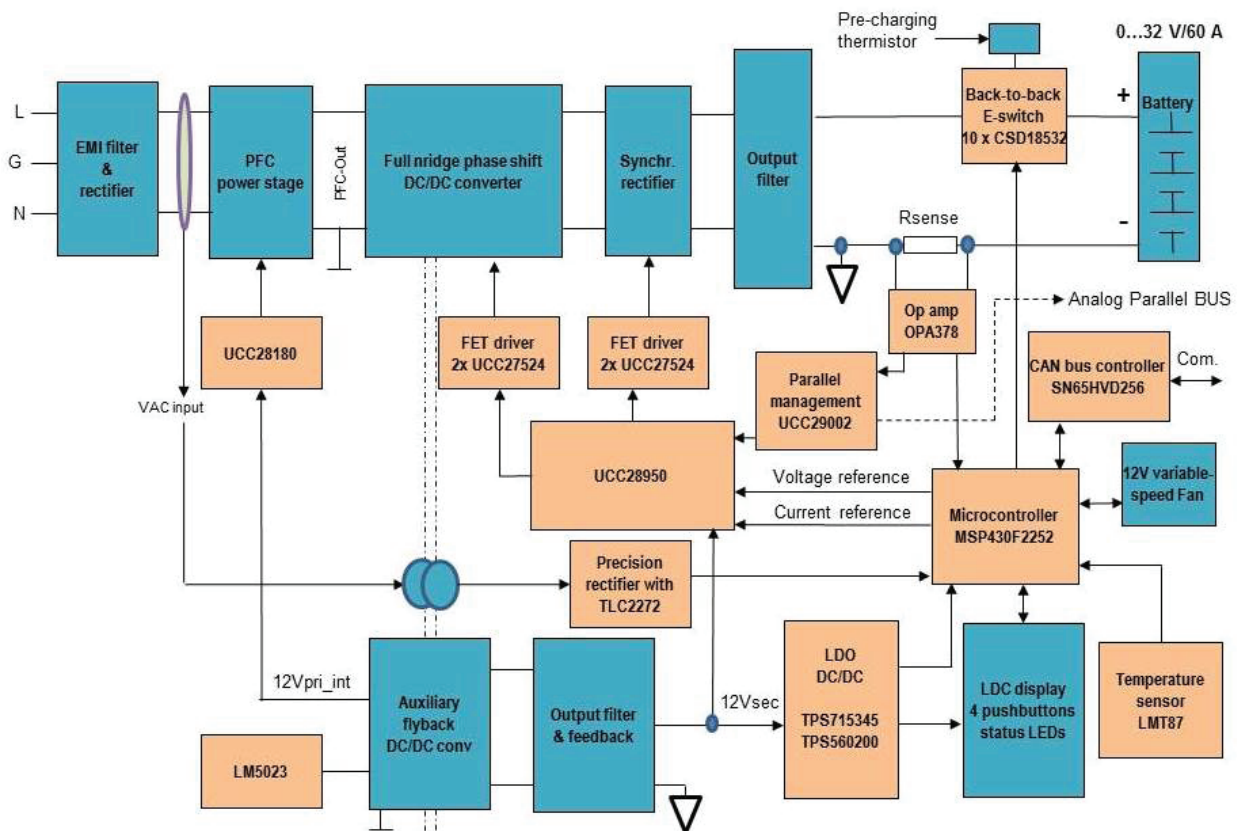 Pre-charging
thermistor
0...32 V/60 A
L
G
N
EMI filter
&
rectifier
PFC
power stage
PFC-Out
Full nridge phase shift
DC/DC converter
Synchr.
rectifier
Output
filter
Back-to-back
E-switch
10 x CSD18532
+
Battery
-
Rsense
Op amp
OPA378
Analog Parallel BUS
UCC28180
FET driver
2x UCC27524
FET driver
2x UCC27524
Parallel
management
UCC29002
CAN bus controller
SN65HVD256
Com.
VAC input
UCC28950
Voltage reference
Current reference
Microcontroller
MSP430F2252
12V variable-
speed Fan
Precision
rectifier with
TLC2272
12Vpri_int
Auxiliary
flyback
DC/DC conv
Output filter
& feedback
12Vsec
LDO
DC/DC
TPS715345
TPS560200
LDC display
4 pushbuttons
status LEDs
Temperature
sensor
LMT87
LM5023